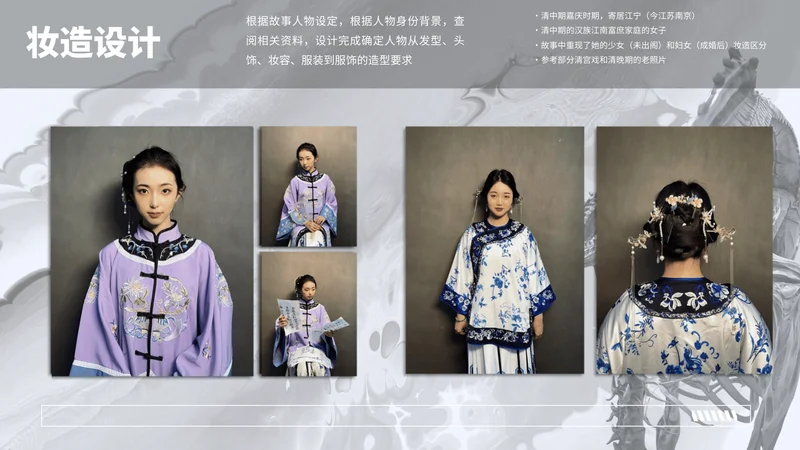 妆造设计
根据故事人物设定，根据人物身份背景，查
阅相关资料，设计完成确定人物从发型、头
饰、妆容、服装到服饰的造型要求
· 清中期嘉庆时期，寄居江宁（今江苏南京）
· 清中期的汉族江南富庶家庭的女子
· 故事中重现了她的少女（未出阁）和妇女（成婚后）妆造区分
· 参考部分清宫戏和清晚期的老照片